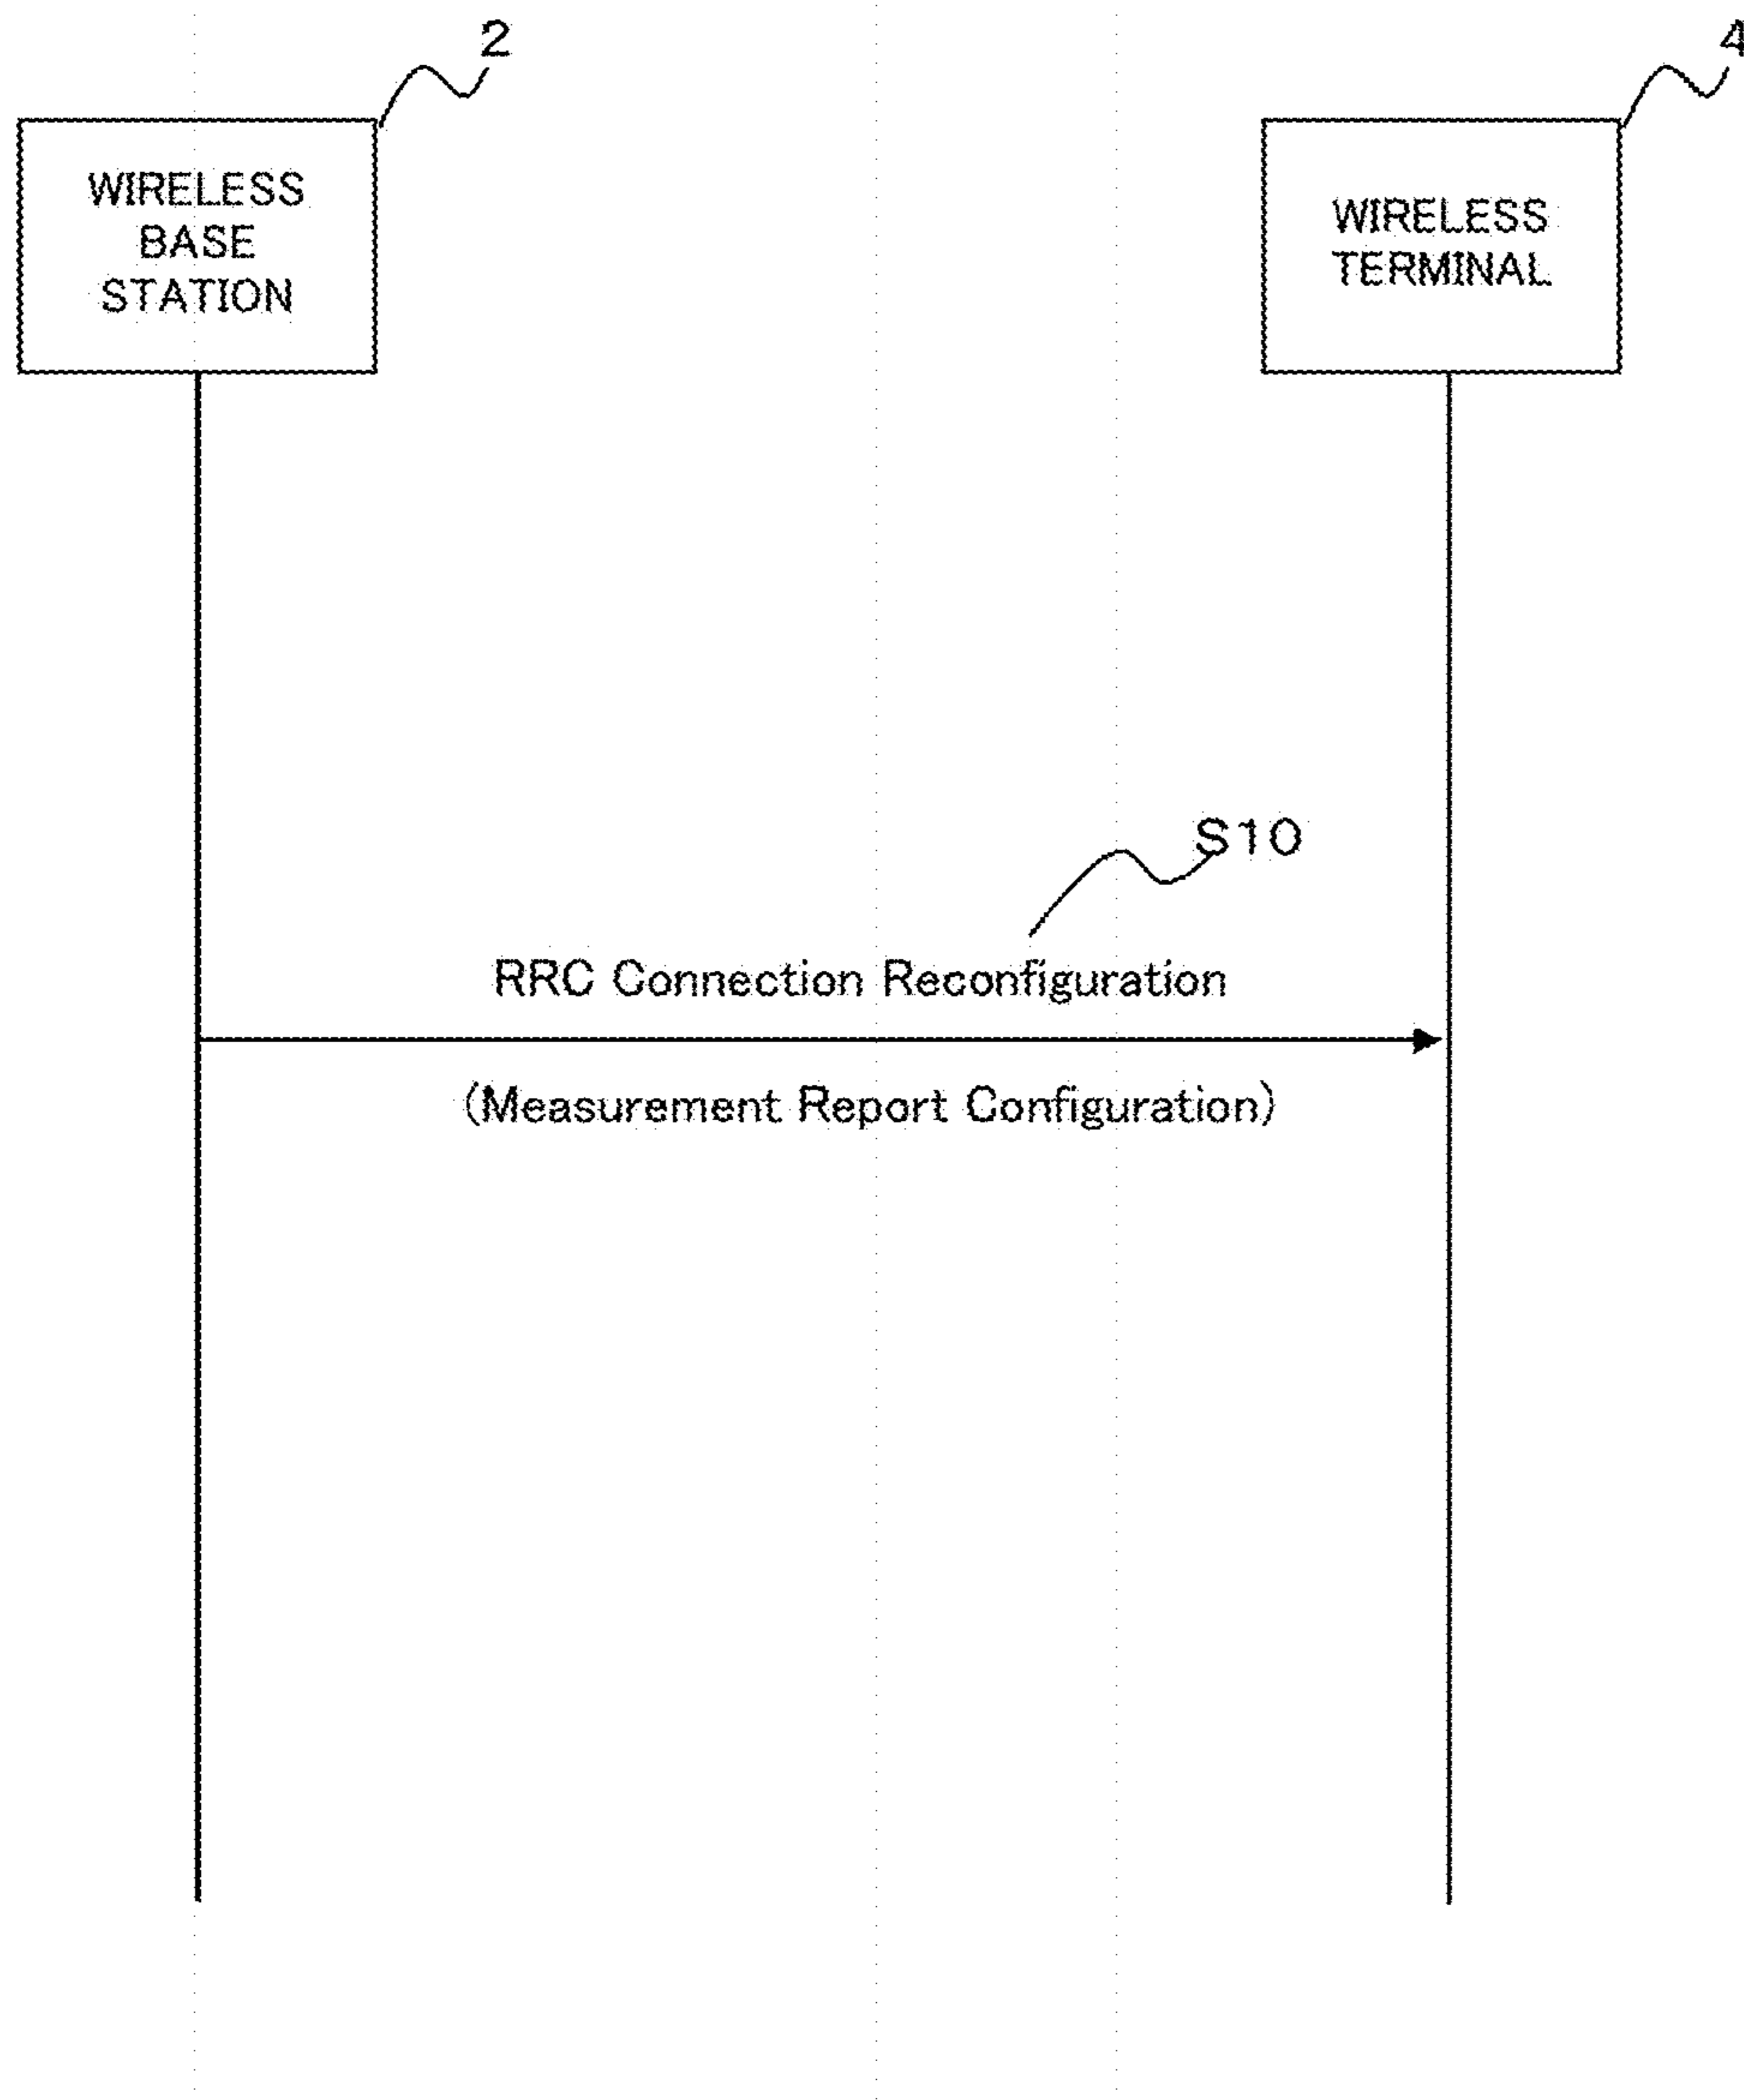 2
4
WIRELESS
BASE
STATION
WIRELESS
TERMINAL
S10
RRC Connection Reconfiguration
(Measurement Report Configuration)